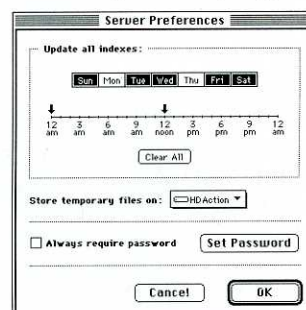 Server Preferences
Update all indexes:
Sun Mon Tue Wed Thu Fri Sat
12 am 3 am 6 am 9 am 12 noon 3 pm 6 pm 9 pm 12 am
Clear All
Store temporary files on: HD Action
Always require password
Set Password
Cancel
OK